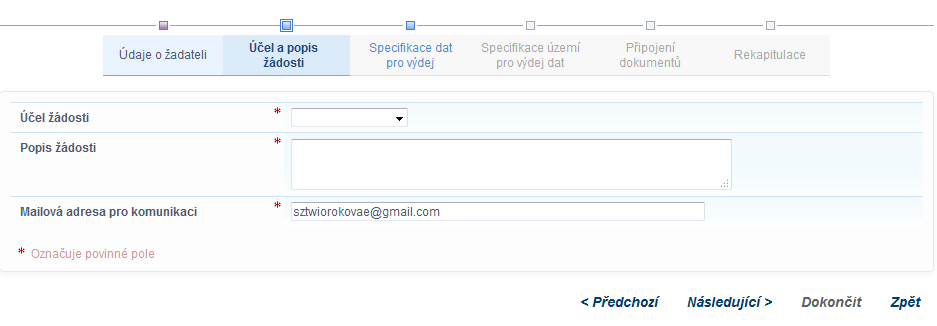 Údaje o žadateli
Účel a popis
žádosti
Specifikace dat
pro výdej
Specifikace území
pro výdej dat
Připojení
dokumentů
Rekapitulace
Účel žádosti *
Popis žádosti *
Mailová adresa pro komunikaci * sztwiorokovae@gmail.com
* Označuje povinné pole
< Předchozí Následující > Dokončit Zpět